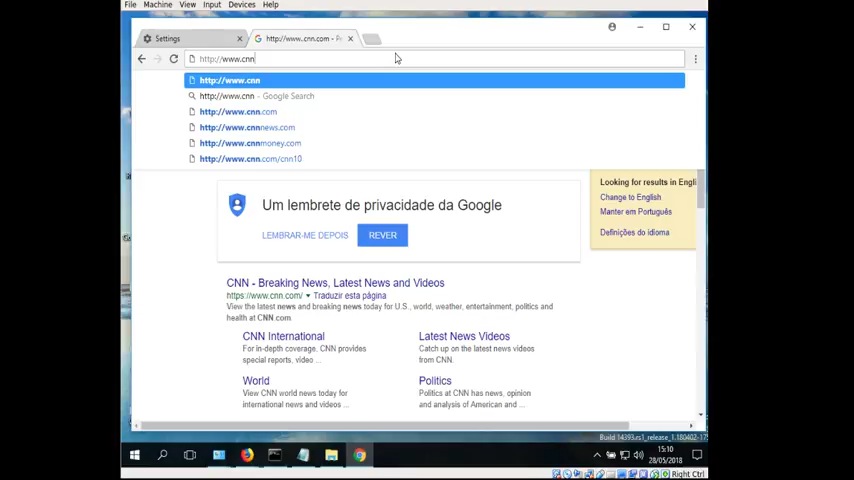 File Machine View Input Devices Help
Settings
http://www.cnn.com - P
http://www.cnn
http://www.cnn
http://www.cnn - Google Search
http://www.cnn.com
http://www.cnnnews.com
http://www.cnnmoney.com
http://www.cnn.com/cnn10
Um lembrete de privacidade da Google
LEMBRAR-ME DEPOIS
REVER
Looking for results in Engli
Change to English
Manter em Português
Definições do idioma
CNN - Breaking News, Latest News and Videos
https://www.cnn.com/ ▼ Traduzir esta página
View the latest news and breaking news today for U.S., world, weather, entertainment, politics and
health at CNN.com.
CNN International
For in-depth coverage, CNN provides
special reports, video ...
Latest News Videos
Catch up on the latest news videos
from CNN.
World
View CNN world news today for
international news and videos ...
Politics
Politics at CNN has news, opinion
and analysis of American and ...
Build 14393.rs1_release_1.180402-17
15:10
28/05/2018
Right Ctrl